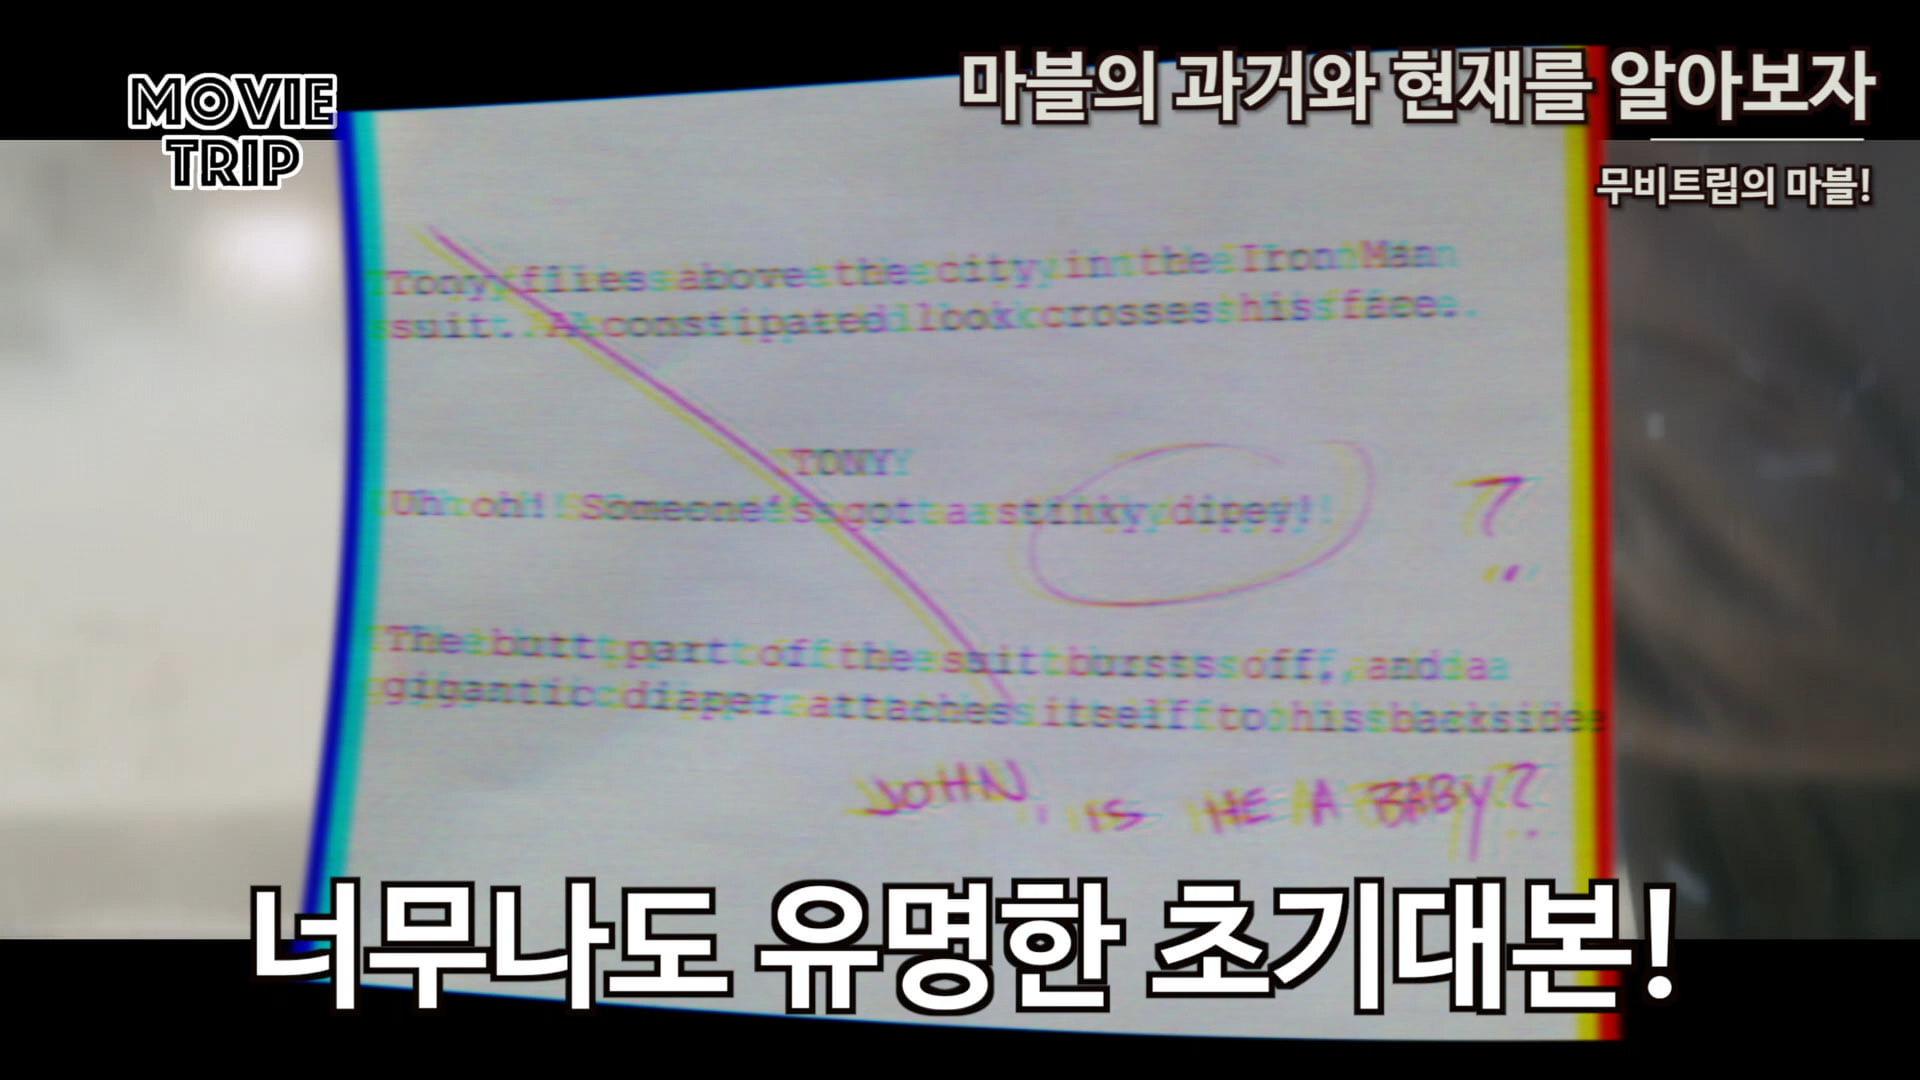 MOVIE
TRIP
마블의 과거와 현재를 알아보자
무비트립의 마블!
Tony flies above the city in the Iron Man
suit. A constipated look crosses his face.
TONY
Uh oh! Someone's got a stinky dipey!
?
The butt part of the suit bursts off, and a
gigantic diaper attaches itself to his backside
JOHN, IS HE A BABY?
너무나도 유명한 초기대본!